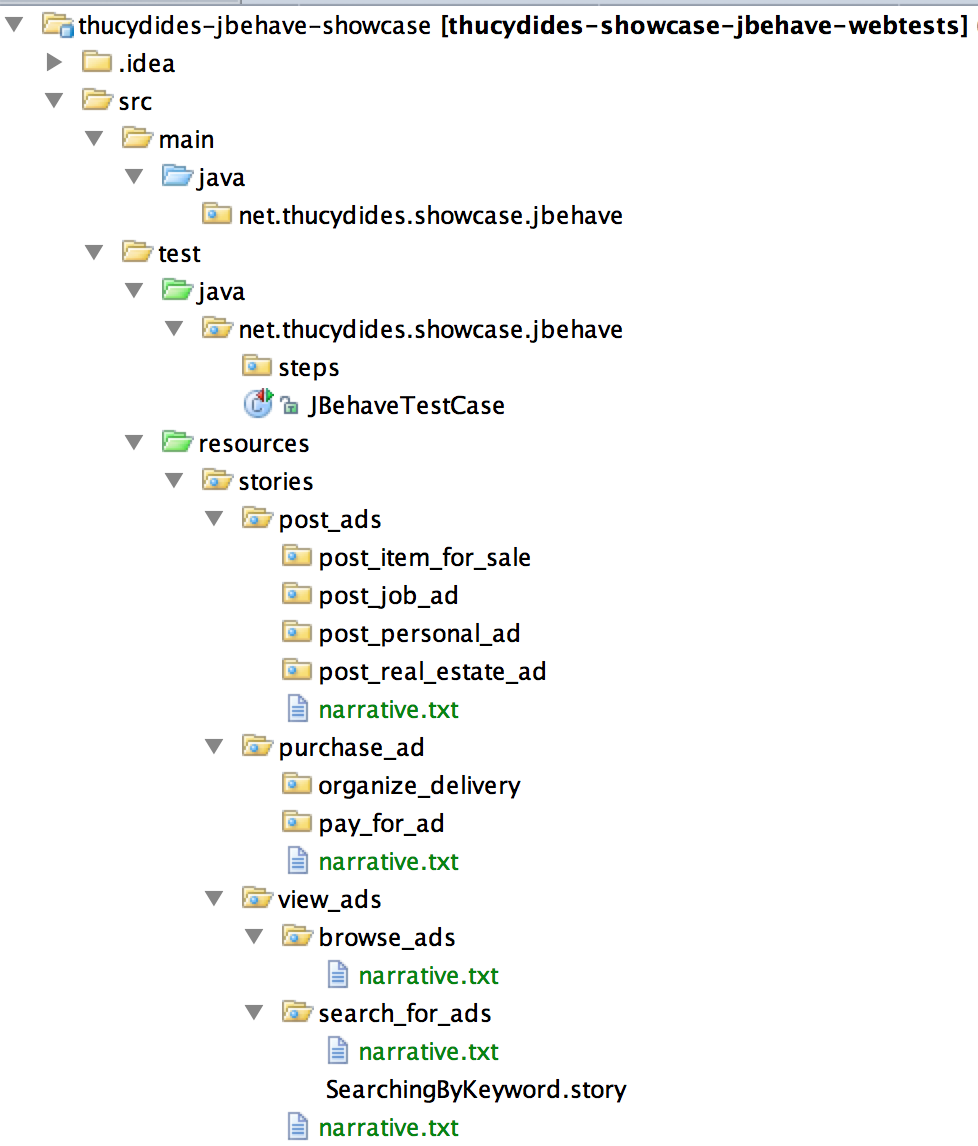 thucydides-jbehave-showcase [thucydides-showcase-jbehave-webtests] (
.idea
src
main
java
net.thucydides.showcase.jbehave
test
java
net.thucydides.showcase.jbehave
steps
JBehaveTestCase
resources
stories
post_ads
post_item_for_sale
post_job_ad
post_personal_ad
post_real_estate_ad
narrative.txt
purchase_ad
organize_delivery
pay_for_ad
narrative.txt
view_ads
browse_ads
narrative.txt
search_for_ads
narrative.txt
SearchingByKeyword.story
narrative.txt